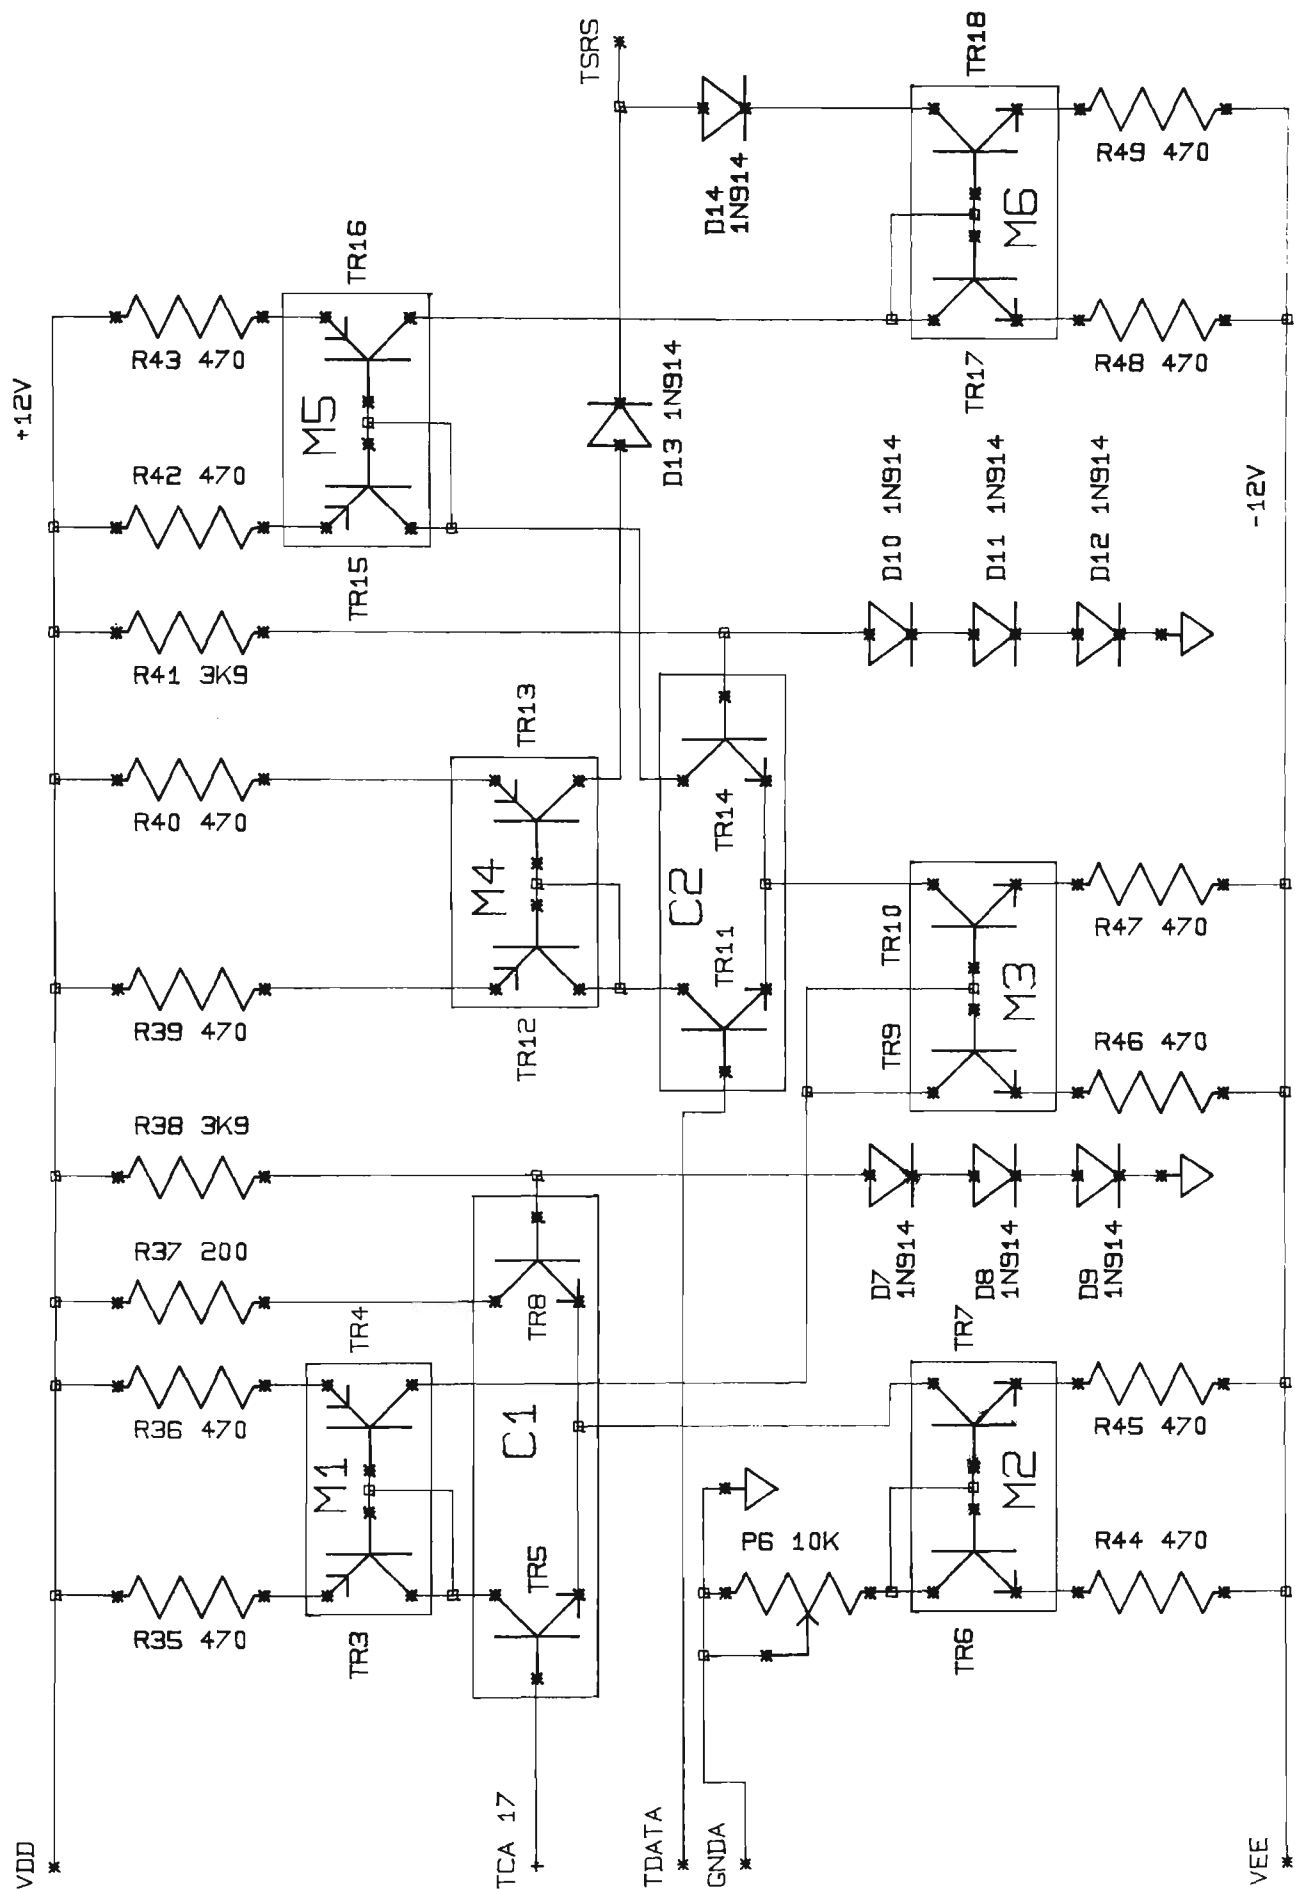 VDD
+12V
R35 470
R36 470
R37 200
R38 3K9
R39 470
R40 470
R41 3K9
R42 470
R43 470
TR3
M1
TR4
TR15
M5
TR16
TCA 17
TR5
C1
TR8
TR12
M4
TR13
TSRS
D13 1N914
TDATA
GNDA
P6 10K
TR11
C2
TR14
D14
1N914
D7
1N914
D8
1N914
D9
1N914
D10 1N914
D11 1N914
D12 1N914
TR6
M2
TR7
TR9
M3
TR10
TR17
M6
TR18
R44 470
R45 470
R46 470
R47 470
R48 470
R49 470
VEE
-12V